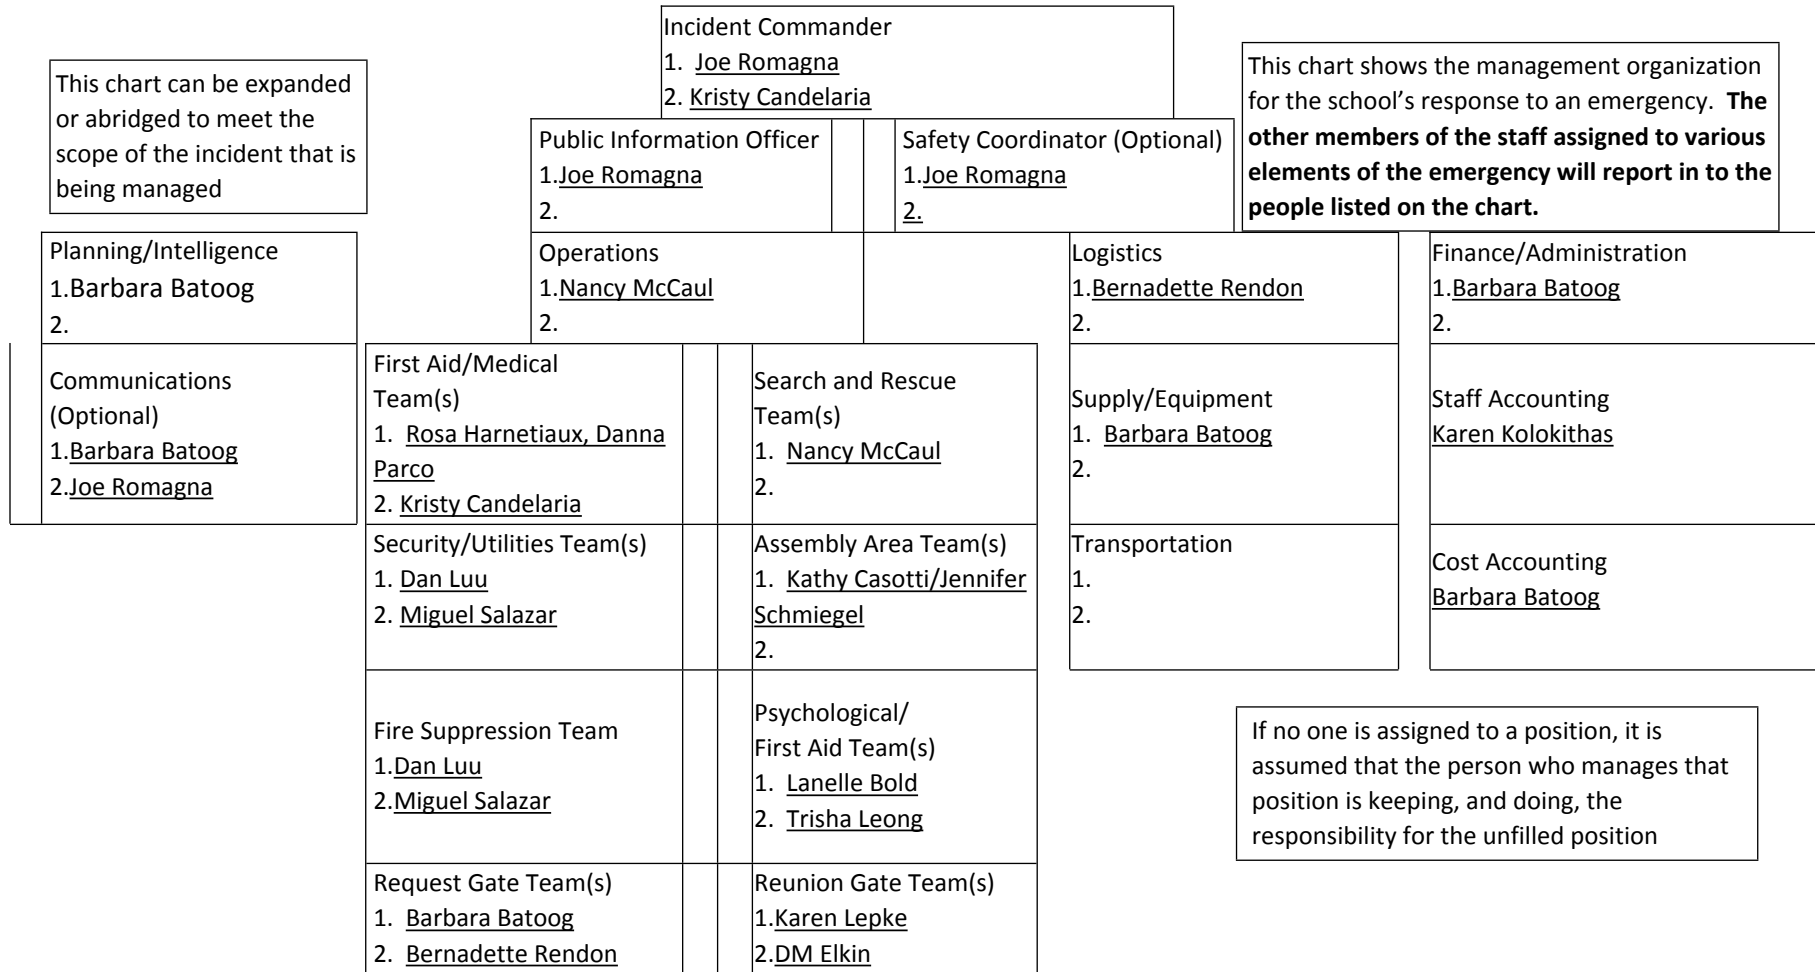 Incident Commander
1. Joe Romagna
2. Kristy Candelaria
This chart can be expanded
or abridged to meet the
scope of the incident that is
being managed
This chart shows the management organization
for the school’s response to an emergency. The
other members of the staff assigned to various
elements of the emergency will report in to the
people listed on the chart.
Public Information Officer
1.Joe Romagna
2.
Safety Coordinator (Optional)
1.Joe Romagna
2.
Planning/Intelligence
1.Barbara Batoog
2.
Operations
1.Nancy McCaul
2.
Logistics
1.Bernadette Rendon
2.
Finance/Administration
1.Barbara Batoog
2.
Communications
(Optional)
1.Barbara Batoog
2.Joe Romagna
First Aid/Medical
Team(s)
1. Rosa Harnetiaux, Danna
Parco
2. Kristy Candelaria
Search and Rescue
Team(s)
1. Nancy McCaul
2.
Supply/Equipment
1. Barbara Batoog
2.
Staff Accounting
Karen Kolokithas
Security/Utilities Team(s)
1. Dan Luu
2. Miguel Salazar
Assembly Area Team(s)
1. Kathy Casotti/Jennifer
Schmiegel
2.
Transportation
1.
2.
Cost Accounting
Barbara Batoog
Fire Suppression Team
1.Dan Luu
2.Miguel Salazar
Psychological/
First Aid Team(s)
1. Lanelle Bold
2. Trisha Leong
If no one is assigned to a position, it is
assumed that the person who manages that
position is keeping, and doing, the
responsibility for the unfilled position
Request Gate Team(s)
1. Barbara Batoog
2. Bernadette Rendon
Reunion Gate Team(s)
1.Karen Lepke
2.DM Elkin